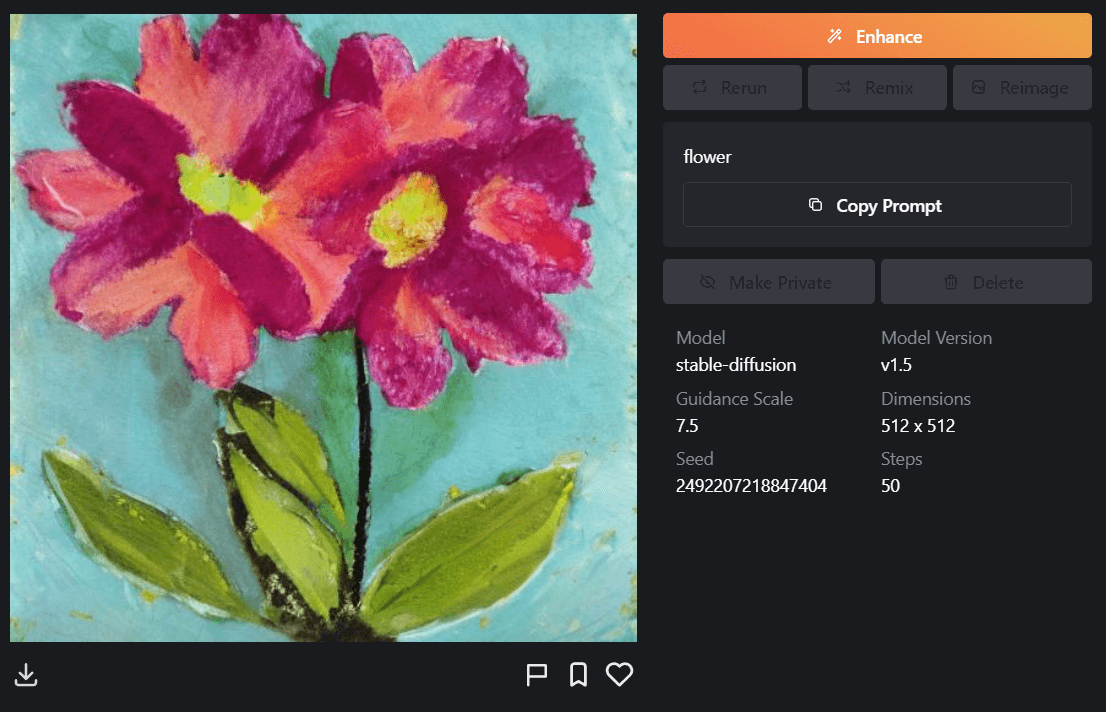 Enhance
Rerun
Remix
Reimage
flower
Copy Prompt
Make Private
Delete
Model
Model Version
stable-diffusion
v1.5
Guidance Scale
Dimensions
7.5
512 x 512
Seed
Steps
2492207218847404
50